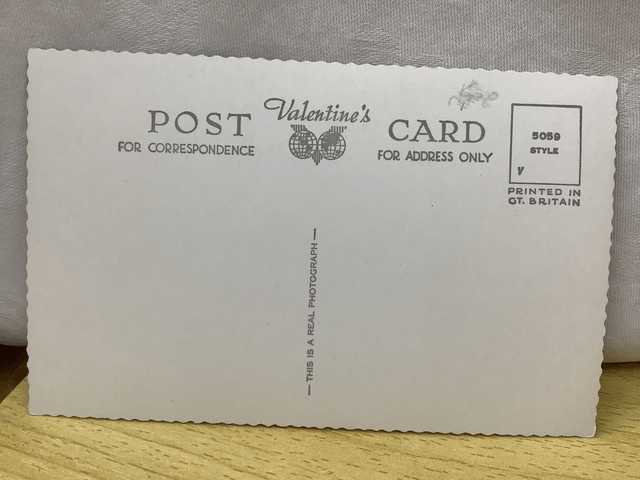 POST Valentine's CARD
FOR CORRESPONDENCE
FOR ADDRESS ONLY
5059
STYLE
V
PRINTED IN
GT. BRITAIN
— THIS IS A REAL PHOTOGRAPH —